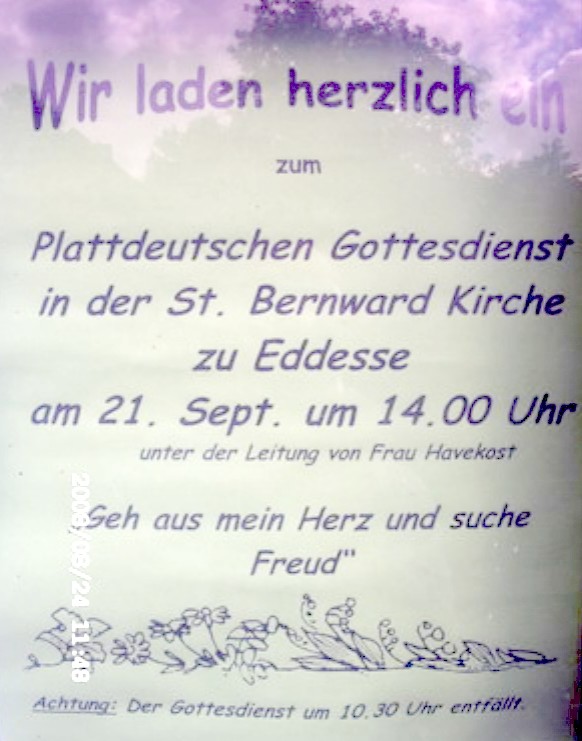 Wir laden herzlich ein
zum
Plattdeutschen Gottesdienst
in der St. Bernward Kirche
zu Eddesse
am 21. Sept. um 14.00 Uhr
unter der Leitung von Frau Havekost
„Geh aus mein Herz und suche
Freud“
Achtung: Der Gottesdienst um 10.30 Uhr entfällt.
11:48